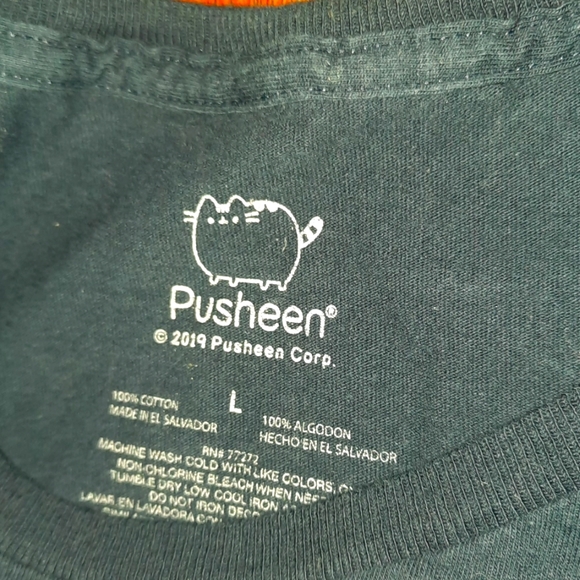 Pusheen®
© 2019 Pusheen Corp.
L
100% COTTON
MADE IN EL SALVADOR
100% ALGODON
HECHO EN EL SALVADOR
RN# 77272
MACHINE WASH COLD WITH LIKE COLORS,
NON-CHLORINE BLEACH WHEN
TUMBLE DRY LOW COOL IRON
DO NOT IRON
LAVAR EN LAVADORA